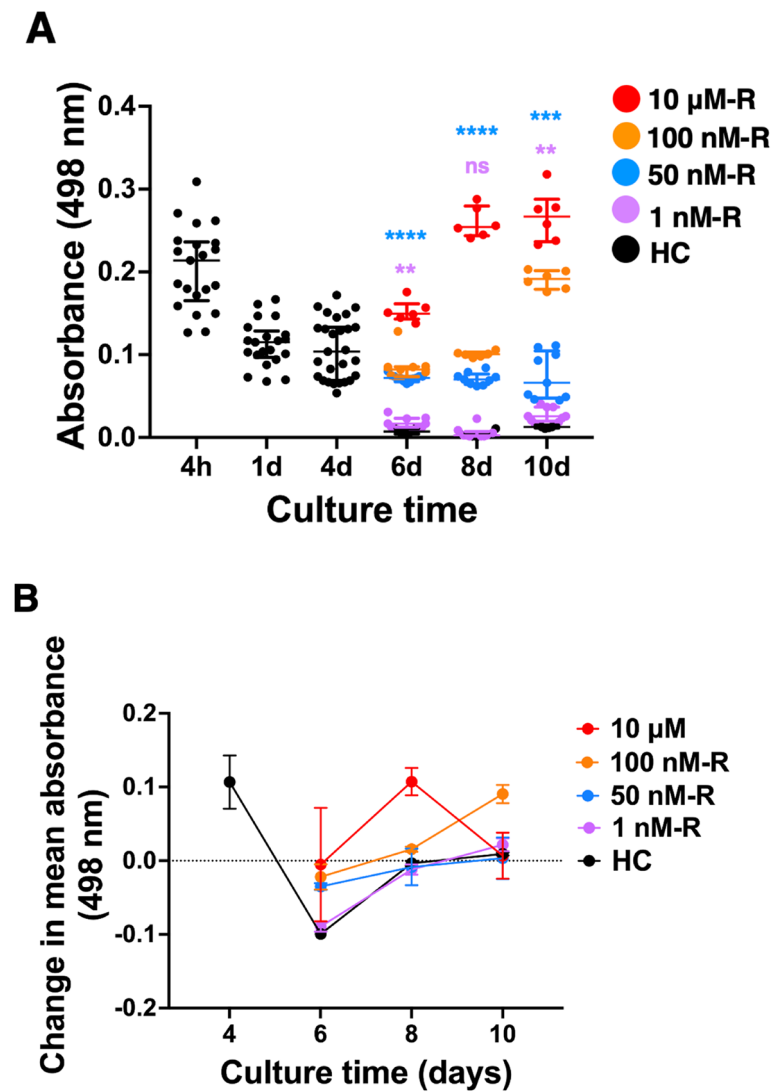 A
Absorbance (498 nm)
0.4
0.3
0.2
0.1
0.0
****
**
****
ns
***
**
10 µM-R
100 nM-R
50 nM-R
1 nM-R
HC
4h 1d 4d 6d 8d 10d
Culture time
B
Change in mean absorbance
(498 nm)
0.2
0.1
0.0
-0.1
-0.2
10 µM
100 nM-R
50 nM-R
1 nM-R
HC
4 6 8 10
Culture time (days)